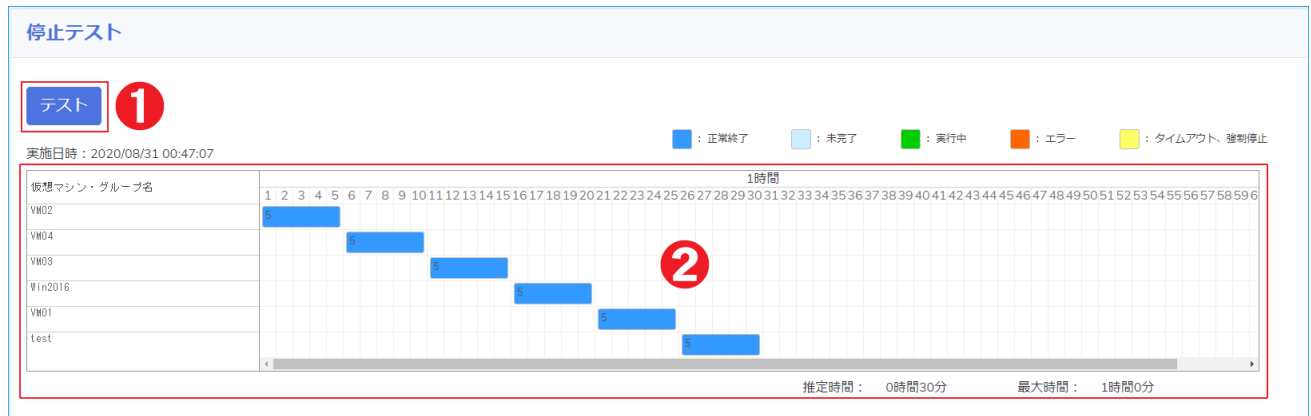 停止テスト
テスト
1
: 正常終了 : 未完了 : 実行中 : エラー : タイムアウト、強制停止
実施日時：2020/08/31 00:47:07
仮想マシン・グループ名
1時間
1 2 3 4 5 6 7 8 9 10 11 12 13 14 15 16 17 18 19 20 21 22 23 24 25 26 27 28 29 30 31 32 33 34 35 36 37 38 39 40 41 42 43 44 45 46 47 48 49 50 51 52 53 54 55 56 57 58 59 6
VM02 5
VM04 5
VM03 5
2
Win2016 5
VM01 5
test 5
推定時間： 0時間30分 最大時間： 1時間0分